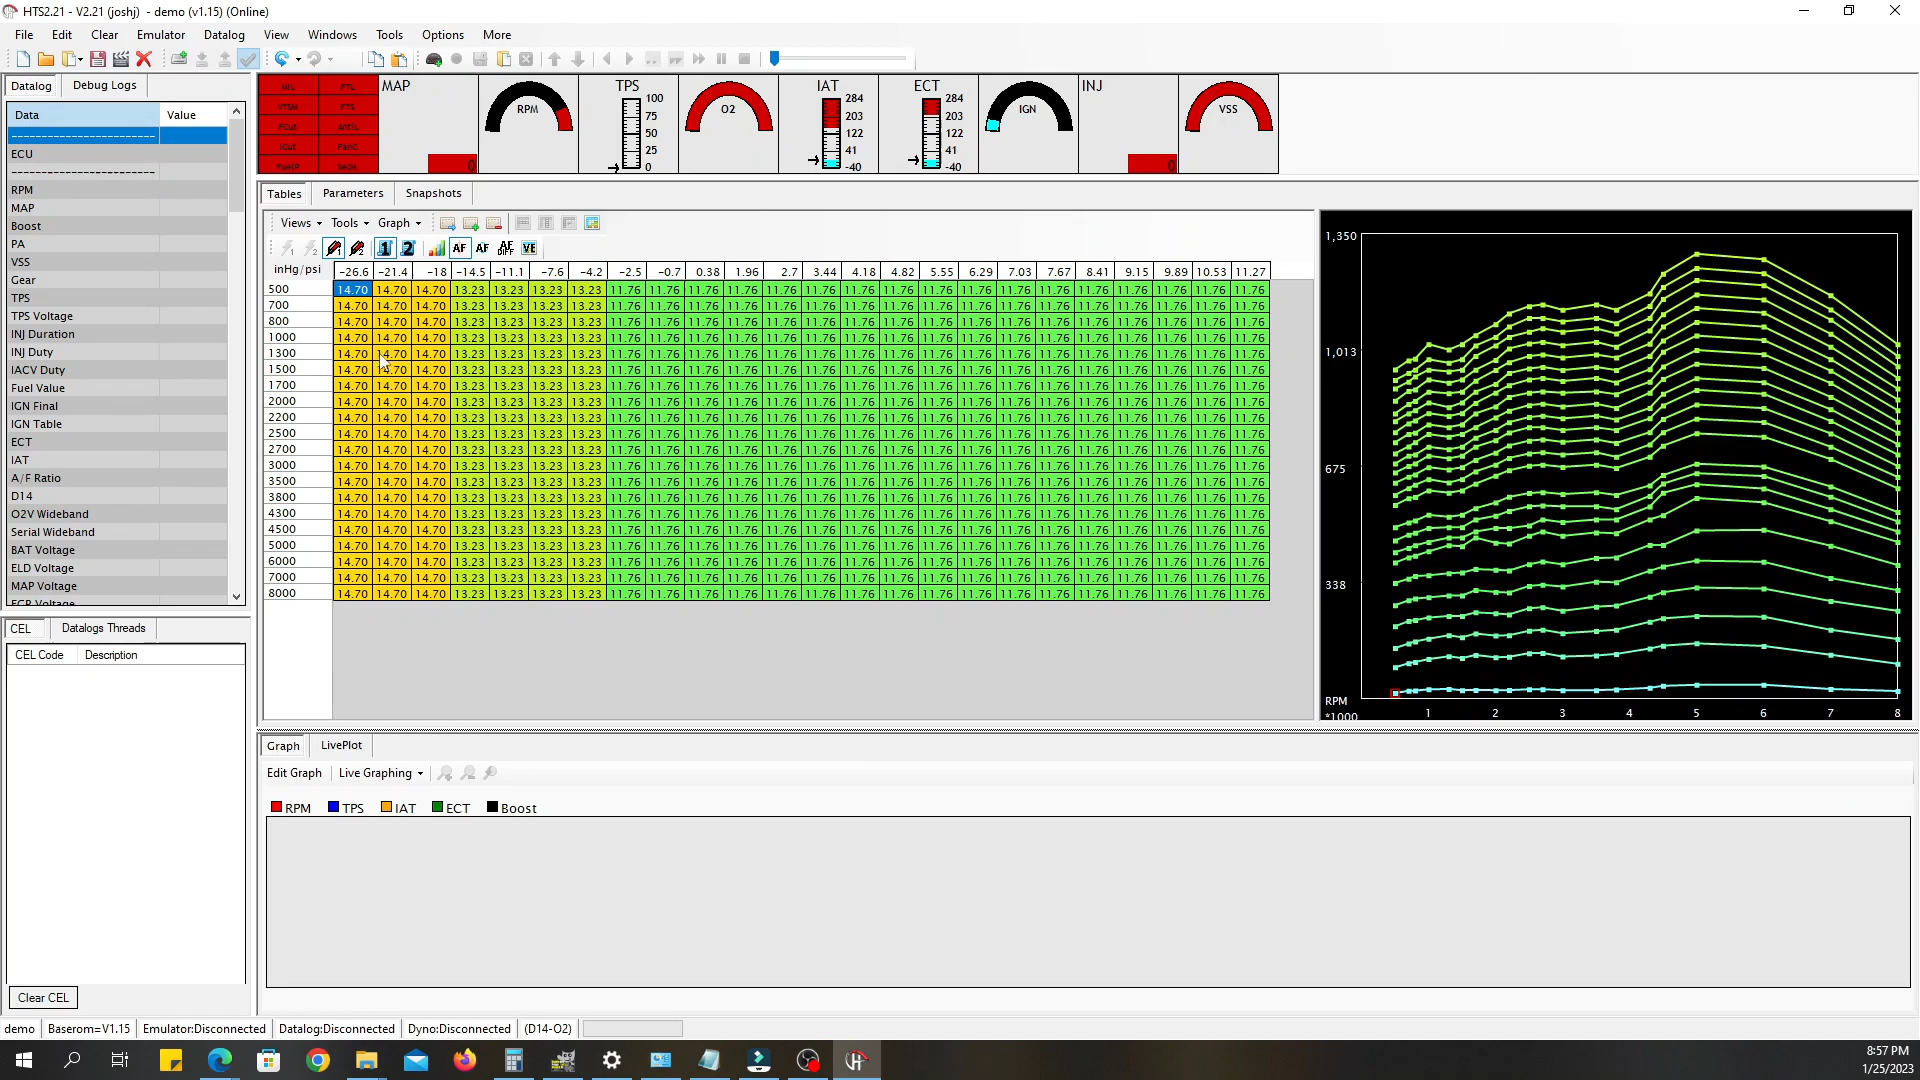 HTS2.21 - V2.21 (joshj)  - demo (v1.15) (Online)
File Edit Clear Emulator Datalog View Windows Tools Options More
Datalog Debug Logs
Data Value
ECU
RPM
MAP
Boost
PA
VSS
Gear
TPS
TPS Voltage
INJ Duration
INJ Duty
IACV Duty
Fuel Value
IGN Final
IGN Table
ECT
IAT
A/F Ratio
D14
O2V Wideband
Serial Wideband
BAT Voltage
ELD Voltage
MAP Voltage
ECR Voltage
CEL Datalogs Threads
CEL Code Description
Clear CEL
MIL FTL
VTSM FTS
FCut AntiL
ICut FanC
FuelP SecM
MAP
0
RPM
TPS
100
75
50
25
0
O2
IAT
284
203
122
41
-40
ECT
284
203
122
41
-40
IGN
INJ
0
VSS
Tables Parameters Snapshots
Views Tools Graph
1 2 1 2 1 2 AF AF AF DIFF VE
inHg/psi -26.6 -21.4 -18 -14.5 -11.1 -7.6 -4.2 -2.5 -0.7 0.38 1.96 2.7 3.44 4.18 4.82 5.55 6.29 7.03 7.67 8.41 9.15 9.89 10.53 11.27
500 14.70 14.70 14.70 13.23 13.23 13.23 13.23 11.76 11.76 11.76 11.76 11.76 11.76 11.76 11.76 11.76 11.76 11.76 11.76 11.76 11.76 11.76 11.76 11.76
700 14.70 14.70 14.70 13.23 13.23 13.23 13.23 11.76 11.76 11.76 11.76 11.76 11.76 11.76 11.76 11.76 11.76 11.76 11.76 11.76 11.76 11.76 11.76 11.76
800 14.70 14.70 14.70 13.23 13.23 13.23 13.23 11.76 11.76 11.76 11.76 11.76 11.76 11.76 11.76 11.76 11.76 11.76 11.76 11.76 11.76 11.76 11.76 11.76
1000 14.70 14.70 14.70 13.23 13.23 13.23 13.23 11.76 11.76 11.76 11.76 11.76 11.76 11.76 11.76 11.76 11.76 11.76 11.76 11.76 11.76 11.76 11.76 11.76
1300 14.70 14.70 14.70 13.23 13.23 13.23 13.23 11.76 11.76 11.76 11.76 11.76 11.76 11.76 11.76 11.76 11.76 11.76 11.76 11.76 11.76 11.76 11.76 11.76
1500 14.70 14.70 14.70 13.23 13.23 13.23 13.23 11.76 11.76 11.76 11.76 11.76 11.76 11.76 11.76 11.76 11.76 11.76 11.76 11.76 11.76 11.76 11.76 11.76
1700 14.70 14.70 14.70 13.23 13.23 13.23 13.23 11.76 11.76 11.76 11.76 11.76 11.76 11.76 11.76 11.76 11.76 11.76 11.76 11.76 11.76 11.76 11.76 11.76
2000 14.70 14.70 14.70 13.23 13.23 13.23 13.23 11.76 11.76 11.76 11.76 11.76 11.76 11.76 11.76 11.76 11.76 11.76 11.76 11.76 11.76 11.76 11.76 11.76
2200 14.70 14.70 14.70 13.23 13.23 13.23 13.23 11.76 11.76 11.76 11.76 11.76 11.76 11.76 11.76 11.76 11.76 11.76 11.76 11.76 11.76 11.76 11.76 11.76
2500 14.70 14.70 14.70 13.23 13.23 13.23 13.23 11.76 11.76 11.76 11.76 11.76 11.76 11.76 11.76 11.76 11.76 11.76 11.76 11.76 11.76 11.76 11.76 11.76
2700 14.70 14.70 14.70 13.23 13.23 13.23 13.23 11.76 11.76 11.76 11.76 11.76 11.76 11.76 11.76 11.76 11.76 11.76 11.76 11.76 11.76 11.76 11.76 11.76
3000 14.70 14.70 14.70 13.23 13.23 13.23 13.23 11.76 11.76 11.76 11.76 11.76 11.76 11.76 11.76 11.76 11.76 11.76 11.76 11.76 11.76 11.76 11.76 11.76
3500 14.70 14.70 14.70 13.23 13.23 13.23 13.23 11.76 11.76 11.76 11.76 11.76 11.76 11.76 11.76 11.76 11.76 11.76 11.76 11.76 11.76 11.76 11.76 11.76
3800 14.70 14.70 14.70 13.23 13.23 13.23 13.23 11.76 11.76 11.76 11.76 11.76 11.76 11.76 11.76 11.76 11.76 11.76 11.76 11.76 11.76 11.76 11.76 11.76
4300 14.70 14.70 14.70 13.23 13.23 13.23 13.23 11.76 11.76 11.76 11.76 11.76 11.76 11.76 11.76 11.76 11.76 11.76 11.76 11.76 11.76 11.76 11.76 11.76
4500 14.70 14.70 14.70 13.23 13.23 13.23 13.23 11.76 11.76 11.76 11.76 11.76 11.76 11.76 11.76 11.76 11.76 11.76 11.76 11.76 11.76 11.76 11.76 11.76
5000 14.70 14.70 14.70 13.23 13.23 13.23 13.23 11.76 11.76 11.76 11.76 11.76 11.76 11.76 11.76 11.76 11.76 11.76 11.76 11.76 11.76 11.76 11.76 11.76
6000 14.70 14.70 14.70 13.23 13.23 13.23 13.23 11.76 11.76 11.76 11.76 11.76 11.76 11.76 11.76 11.76 11.76 11.76 11.76 11.76 11.76 11.76 11.76 11.76
7000 14.70 14.70 14.70 13.23 13.23 13.23 13.23 11.76 11.76 11.76 11.76 11.76 11.76 11.76 11.76 11.76 11.76 11.76 11.76 11.76 11.76 11.76 11.76 11.76
8000 14.70 14.70 14.70 13.23 13.23 13.23 13.23 11.76 11.76 11.76 11.76 11.76 11.76 11.76 11.76 11.76 11.76 11.76 11.76 11.76 11.76 11.76 11.76 11.76
1,350
1,013
675
338
RPM
*1000 1 2 3 4 5 6 7 8
Graph LivePlot
Edit Graph Live Graphing
RPM TPS IAT ECT Boost
demo Baserom=V1.15 Emulator:Disconnected Datalog:Disconnected Dyno:Disconnected (D14-O2)
8:57 PM
1/25/2023